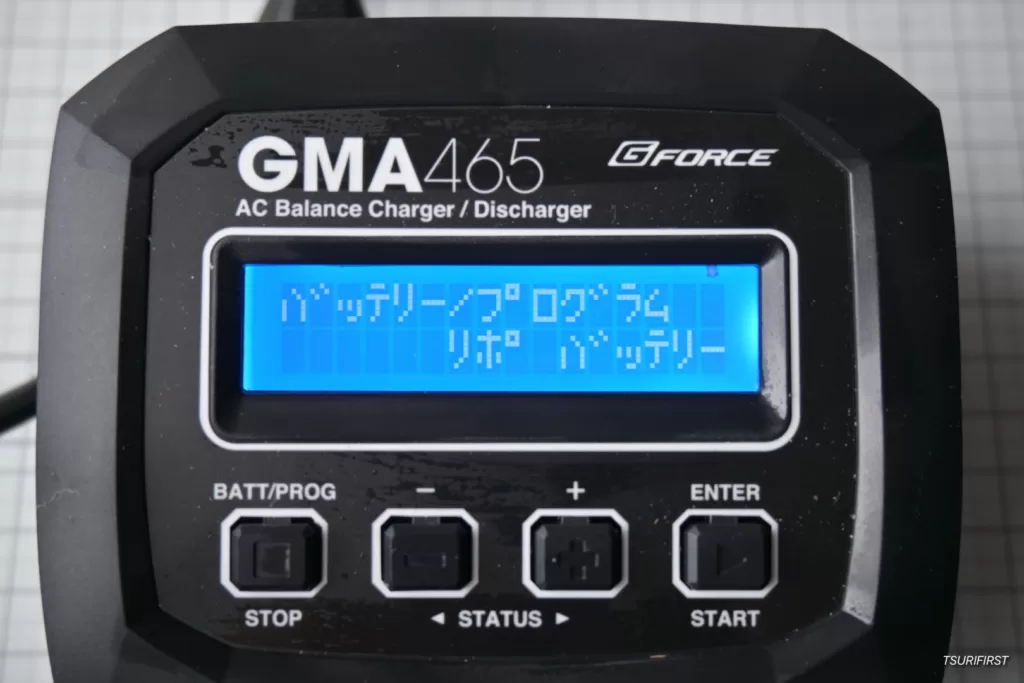 GMA465
GFORCE
AC Balance Charger / Discharger
バッテリー/プログラム
リポ バッテリー
BATT/PROG
−
+
ENTER
STOP
◄ STATUS ►
START
TSURIFIRST